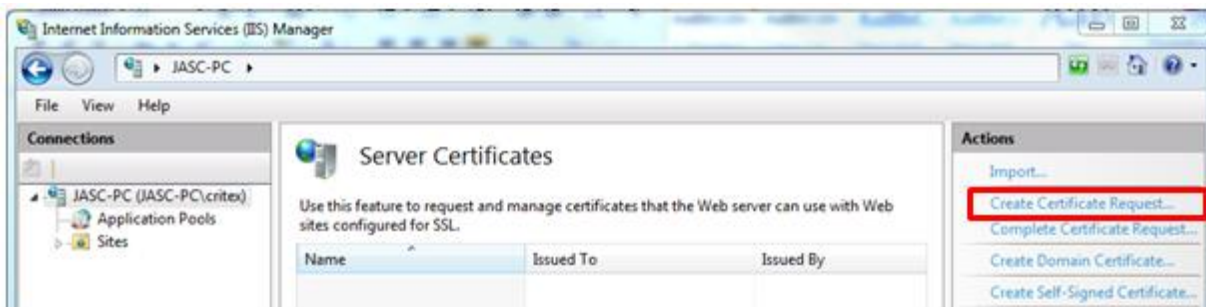 Internet Information Services (IIS) Manager
JASC-PC
File View Help
Connections
JASC-PC (JASC-PC\critex)
Application Pools
Sites
Server Certificates
Use this feature to request and manage certificates that the Web server can use with Web
sites configured for SSL.
Name Issued To Issued By
Actions
Import...
Create Certificate Request...
Complete Certificate Request...
Create Domain Certificate...
Create Self-Signed Certificate...